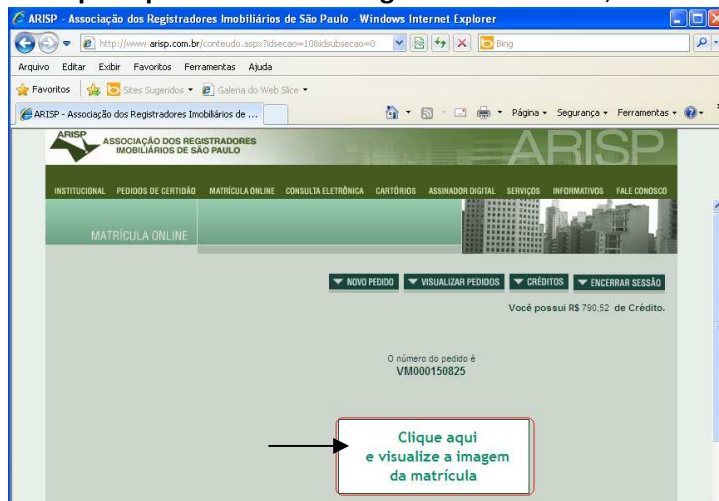 ARISP - Associação dos Registradores Imobiliários de São Paulo - Windows Internet Explorer
http://www.arisp.com.br/conteudo.aspx?idsecao=108&idsubsecao=0
Bing
Arquivo Editar Exibir Favoritos Ferramentas Ajuda
Favoritos Sites Sugeridos Galeria do Web Slice
ARISP - Associação dos Registradores Imobiliários de ... Página Segurança Ferramentas
ARISP
ASSOCIAÇÃO DOS REGISTRADORES
IMOBILIÁRIOS DE SÃO PAULO
ARISP
INSTITUCIONAL PEDIDOS DE CERTIDÃO MATRÍCULA ONLINE CONSULTA ELETRÔNICA CARTÓRIOS ASSINADOR DIGITAL SERVIÇOS INFORMATIVOS FALE CONOSCO
MATRÍCULA ONLINE
NOVO PEDIDO VISUALIZAR PEDIDOS CRÉDITOS ENCERRAR SESSÃO
Você possui R$ 790,52 de Crédito.
O número do pedido é
VM000150825
Clique aqui
e visualize a imagem
da matrícula